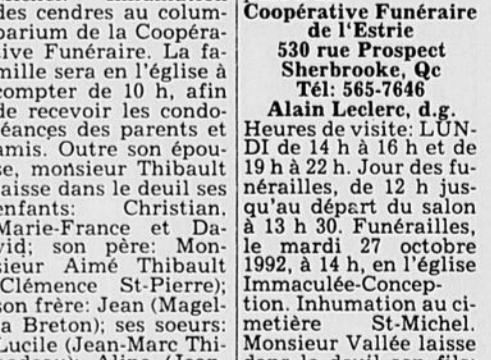 des cendres au colum-
barium de la Coopéra-
tive Funéraire. La fa-
mille sera en l'église à
compter de 10 h, afin
de recevoir les condo-
léances des parents et
amis. Outre son épou-
se, monsieur Thibault
laisse dans le deuil ses
enfants: Christian,
Marie-France et Da-
vid; son père: Mon-
sieur Aimé Thibault
(Clémence St-Pierre);
son frère: Jean (Magel-
la Breton); ses soeurs:
Lucile (Jean-Marc Thi-
Coopérative Funéraire
de l'Estrie
530 rue Prospect
Sherbrooke, Qc
Tél: 565-7646
Alain Leclerc, d.g.
Heures de visite: LUN-
DI de 14 h à 16 h et de
19 h à 22 h. Jour des fu-
nérailles, de 12 h jus-
qu'au départ du salon
à 13 h 30. Funérailles,
le mardi 27 octobre
1992, à 14 h, en l'église
Immaculée-Concep-
tion. Inhumation au ci-
metière St-Michel.
Monsieur Vallée laisse
dans le deuil son fils: